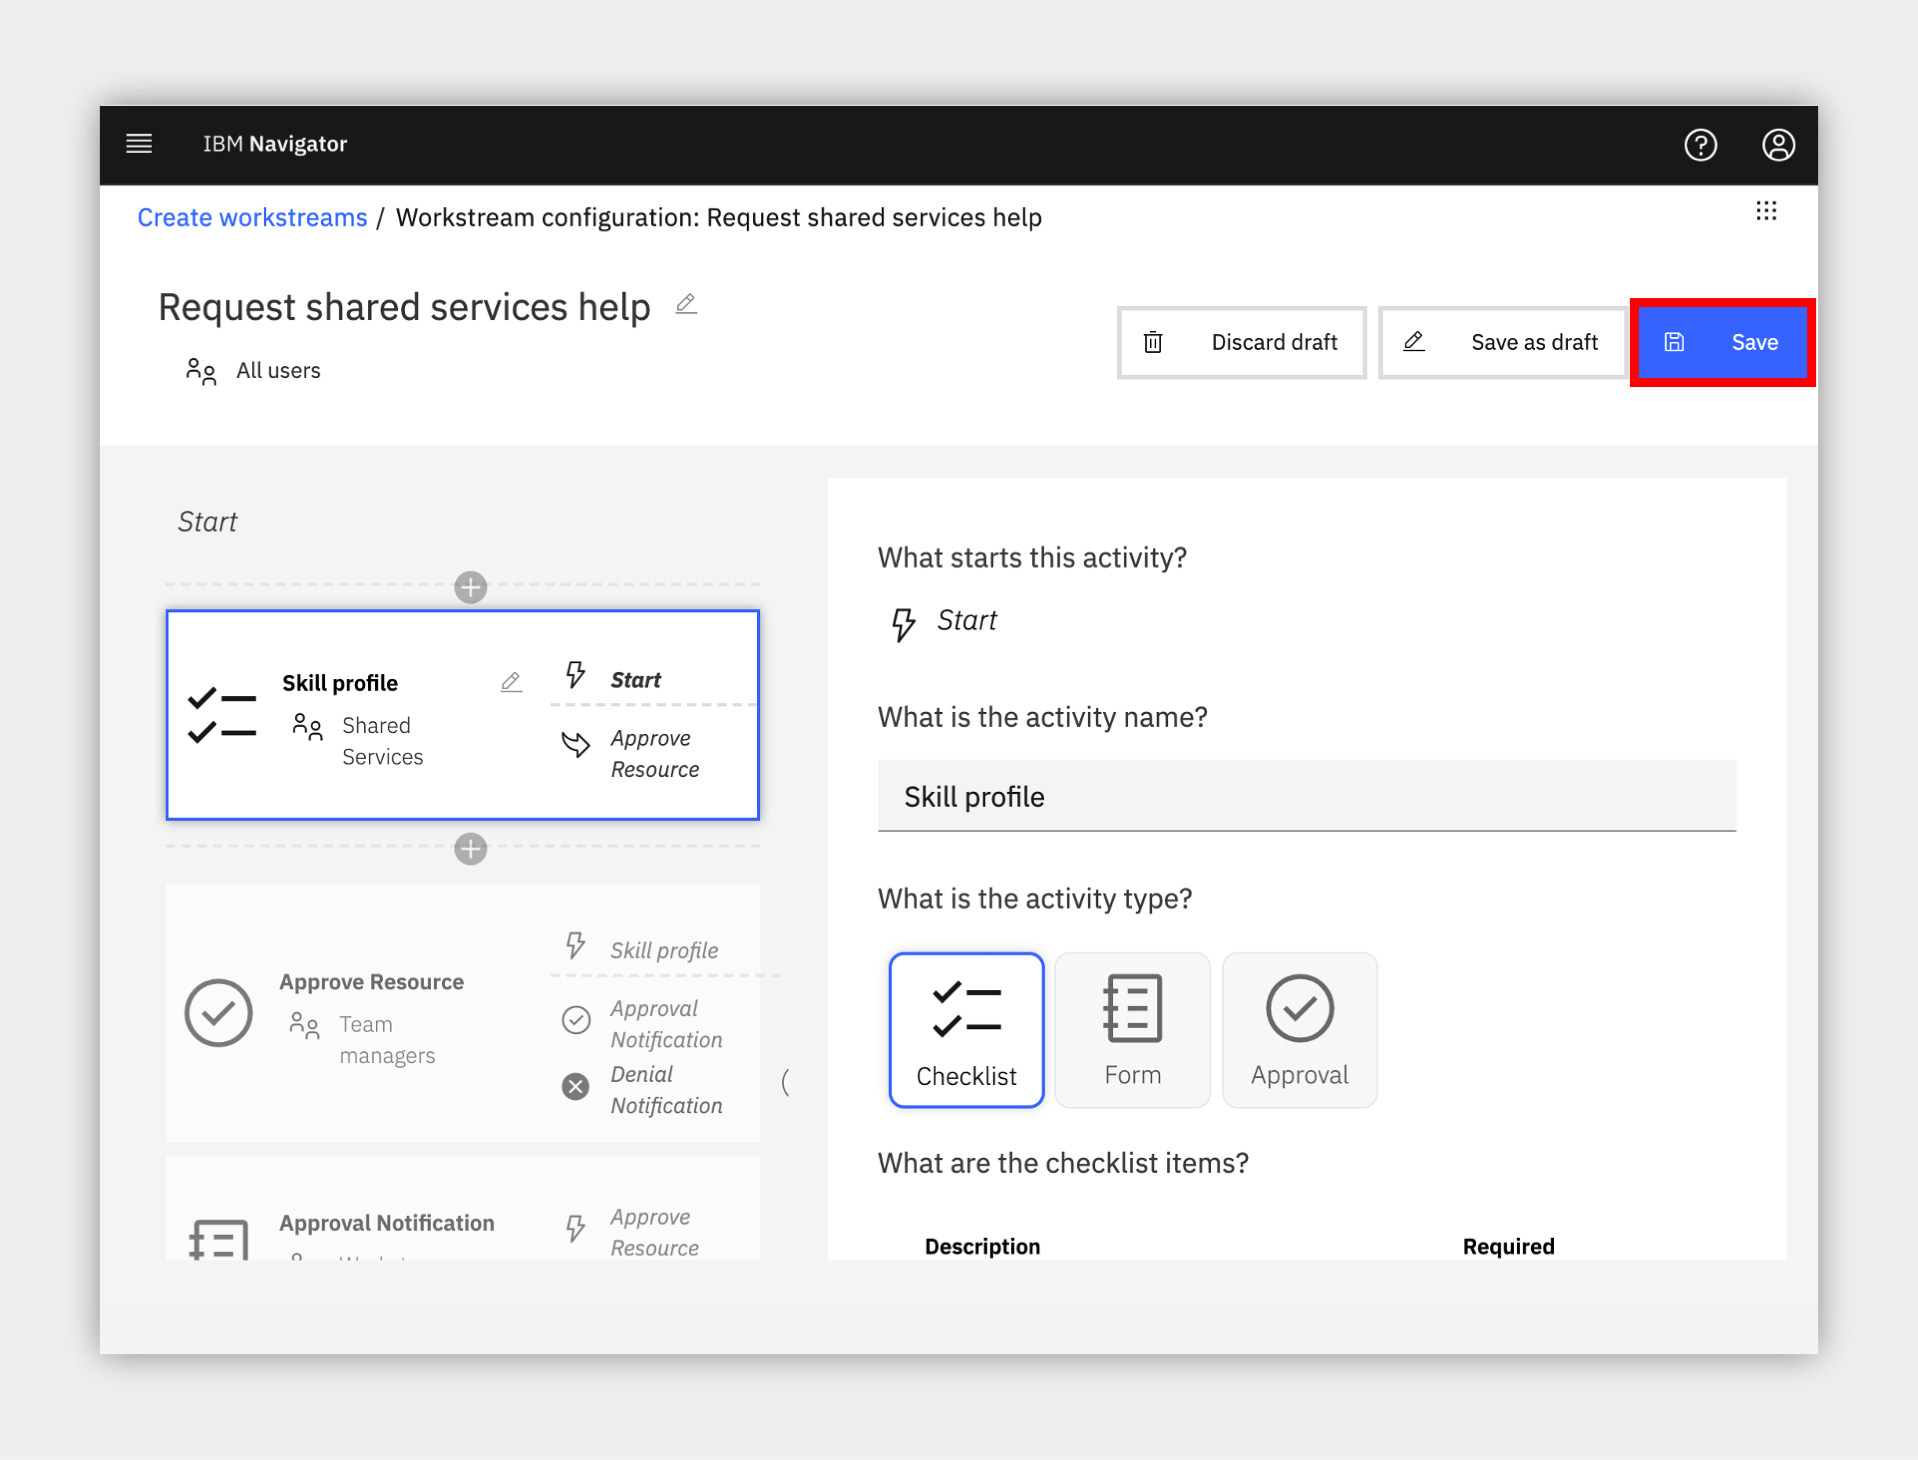 IBM Navigator
Create workstreams / Workstream configuration: Request shared services help
Request shared services help
All users
Discard draft
Save as draft
Save
Start
Skill profile
Shared
Services
Start
Approve
Resource
Approve Resource
Team
managers
Skill profile
Approval
Notification
Denial
Notification
Approval Notification
Approve
Resource
What starts this activity?
Start
What is the activity name?
Skill profile
What is the activity type?
Checklist
Form
Approval
What are the checklist items?
Description
Required